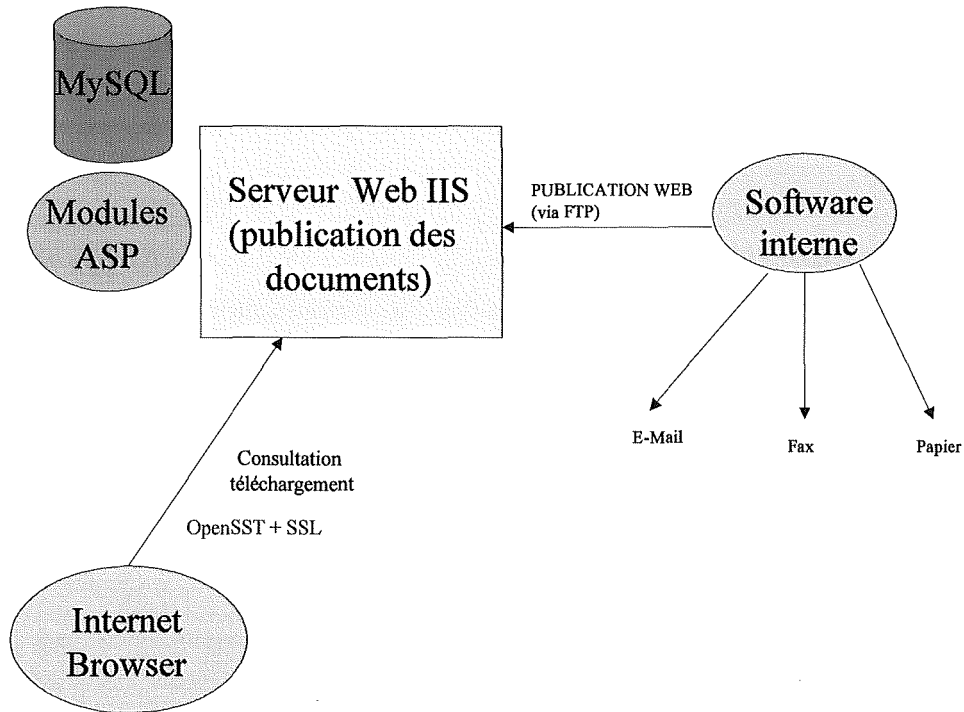 MySQL
Modules
ASP
Serveur Web IIS
(publication des
documents)
PUBLICATION WEB
(via FTP)
Software
interne
E-Mail
Fax
Papier
Consultation
téléchargement
OpenSST + SSL
Internet
Browser